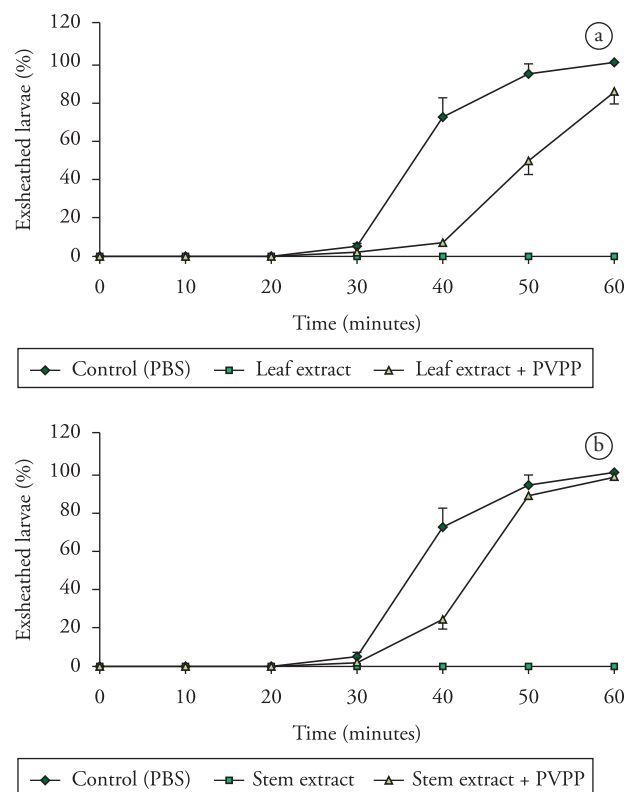 a
120
100
80
60
40
20
0
Exsheathed larvae (%)
0 10 20 30 40 50 60
Time (minutes)
Control (PBS) Leaf extract Leaf extract + PVPP
b
120
100
80
60
40
20
0
Exsheathed larvae (%)
0 10 20 30 40 50 60
Time (minutes)
Control (PBS) Stem extract Stem extract + PVPP